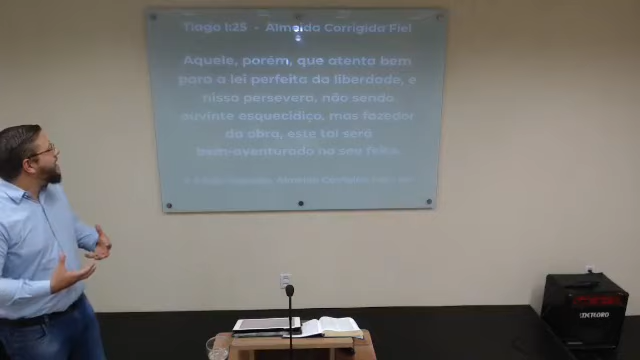 Tiago 1:25 - Almeida Corrigida Fiel
Aquele, porém, que atenta bem
para a lei perfeita da liberdade, e
nisso persevera, não sendo
ouvinte esquecidiço, mas fazedor
da obra, este tal será
bem-aventurado no seu feito.
Almeida Corrigida